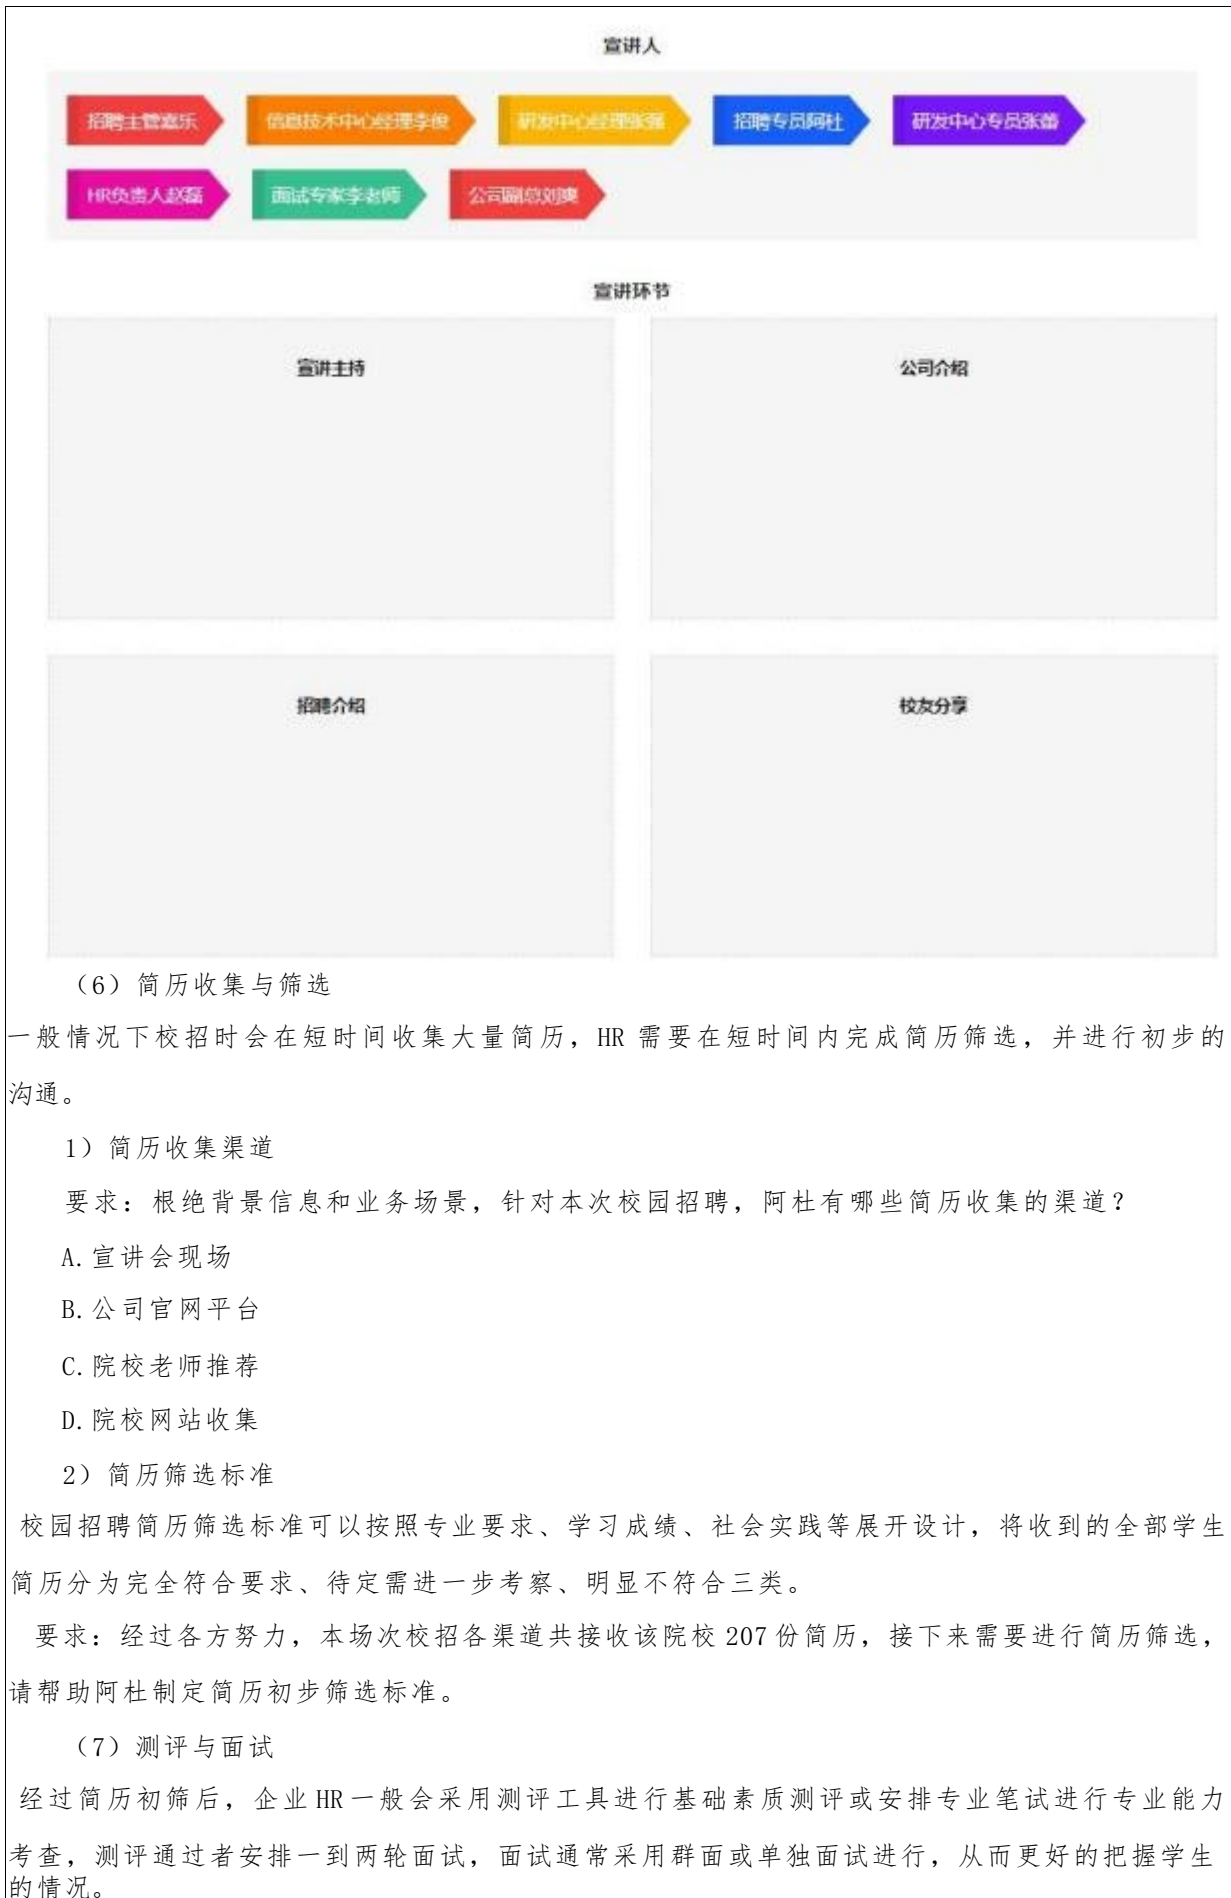 宣讲人
招聘主管嘉乐 信息技术中心经理李俊 研发中心经理张强 招聘专员阿杜 研发中心专员张蕾
HR负责人赵磊 面试专家李老师 公司副总刘爽
宣讲环节
宣讲主持 公司介绍
招聘介绍 校友分享
（6）简历收集与筛选
一般情况下校招时会在短时间收集大量简历，HR 需要在短时间内完成简历筛选，并进行初步的
沟通。
1）简历收集渠道
要求：根绝背景信息和业务场景，针对本次校园招聘，阿杜有哪些简历收集的渠道？
A.宣讲会现场
B.公司官网平台
C.院校老师推荐
D.院校网站收集
2）简历筛选标准
校园招聘简历筛选标准可以按照专业要求、学习成绩、社会实践等展开设计，将收到的全部学生
简历分为完全符合要求、待定需进一步考察、明显不符合三类。
要求：经过各方努力，本场次校招各渠道共接收该院校 207 份简历，接下来需要进行简历筛选，
请帮助阿杜制定简历初步筛选标准。
（7）测评与面试
经过简历初筛后，企业 HR 一般会采用测评工具进行基础素质测评或安排专业笔试进行专业能力
考查，测评通过者安排一到两轮面试，面试通常采用群面或单独面试进行，从而更好的把握学生
的情况。